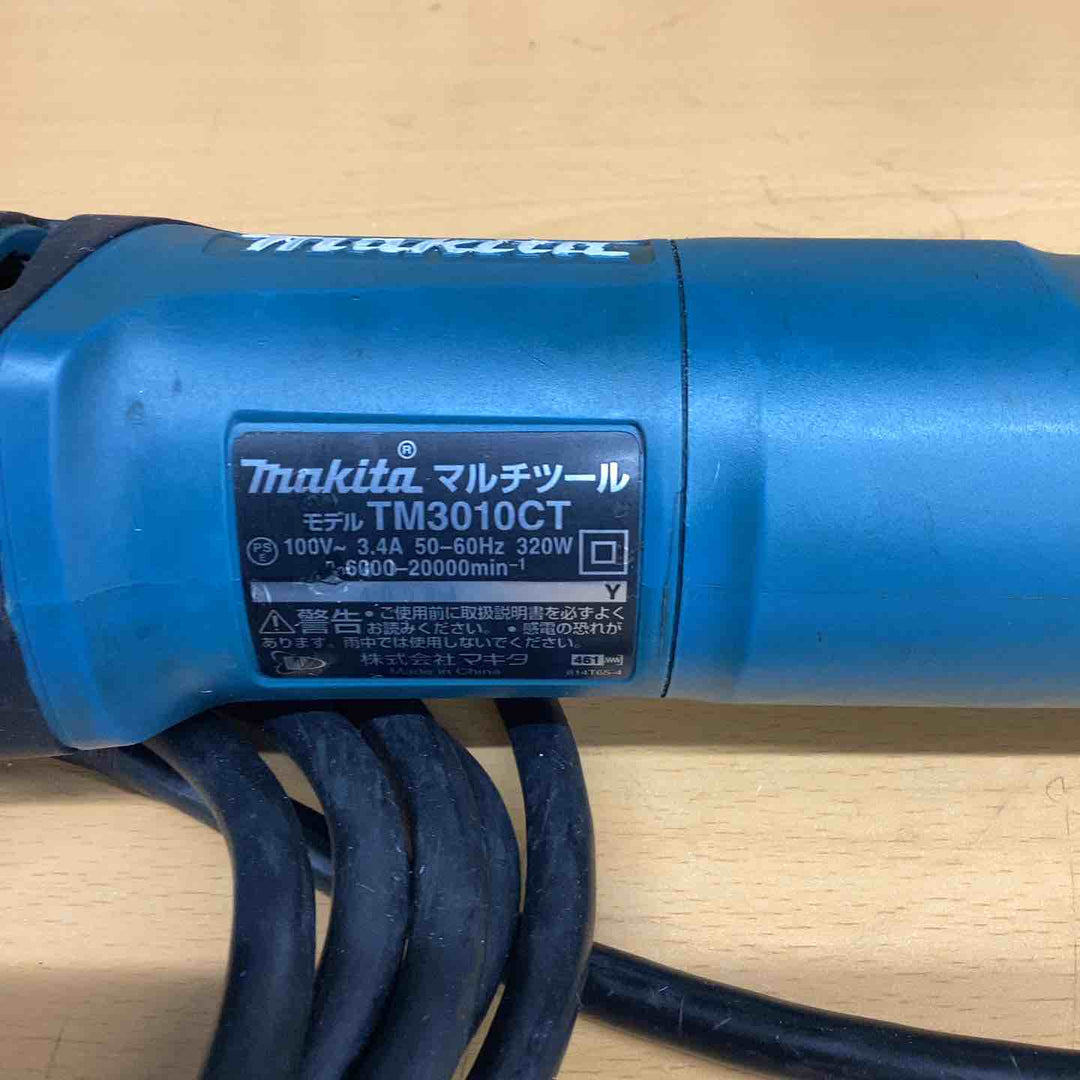 makita
makita® マルチツール
モデル TM3010CT
PSE 100V~ 3.4A 50-60Hz 320W
6000-20000min⁻¹
Y
警告 • ご使用前に取扱説明書を必ずよく
お読みください。 • 感電の恐れが
あります。雨中では使用しないでください。
株式会社 マキタ 461
Made in China 814T65-4